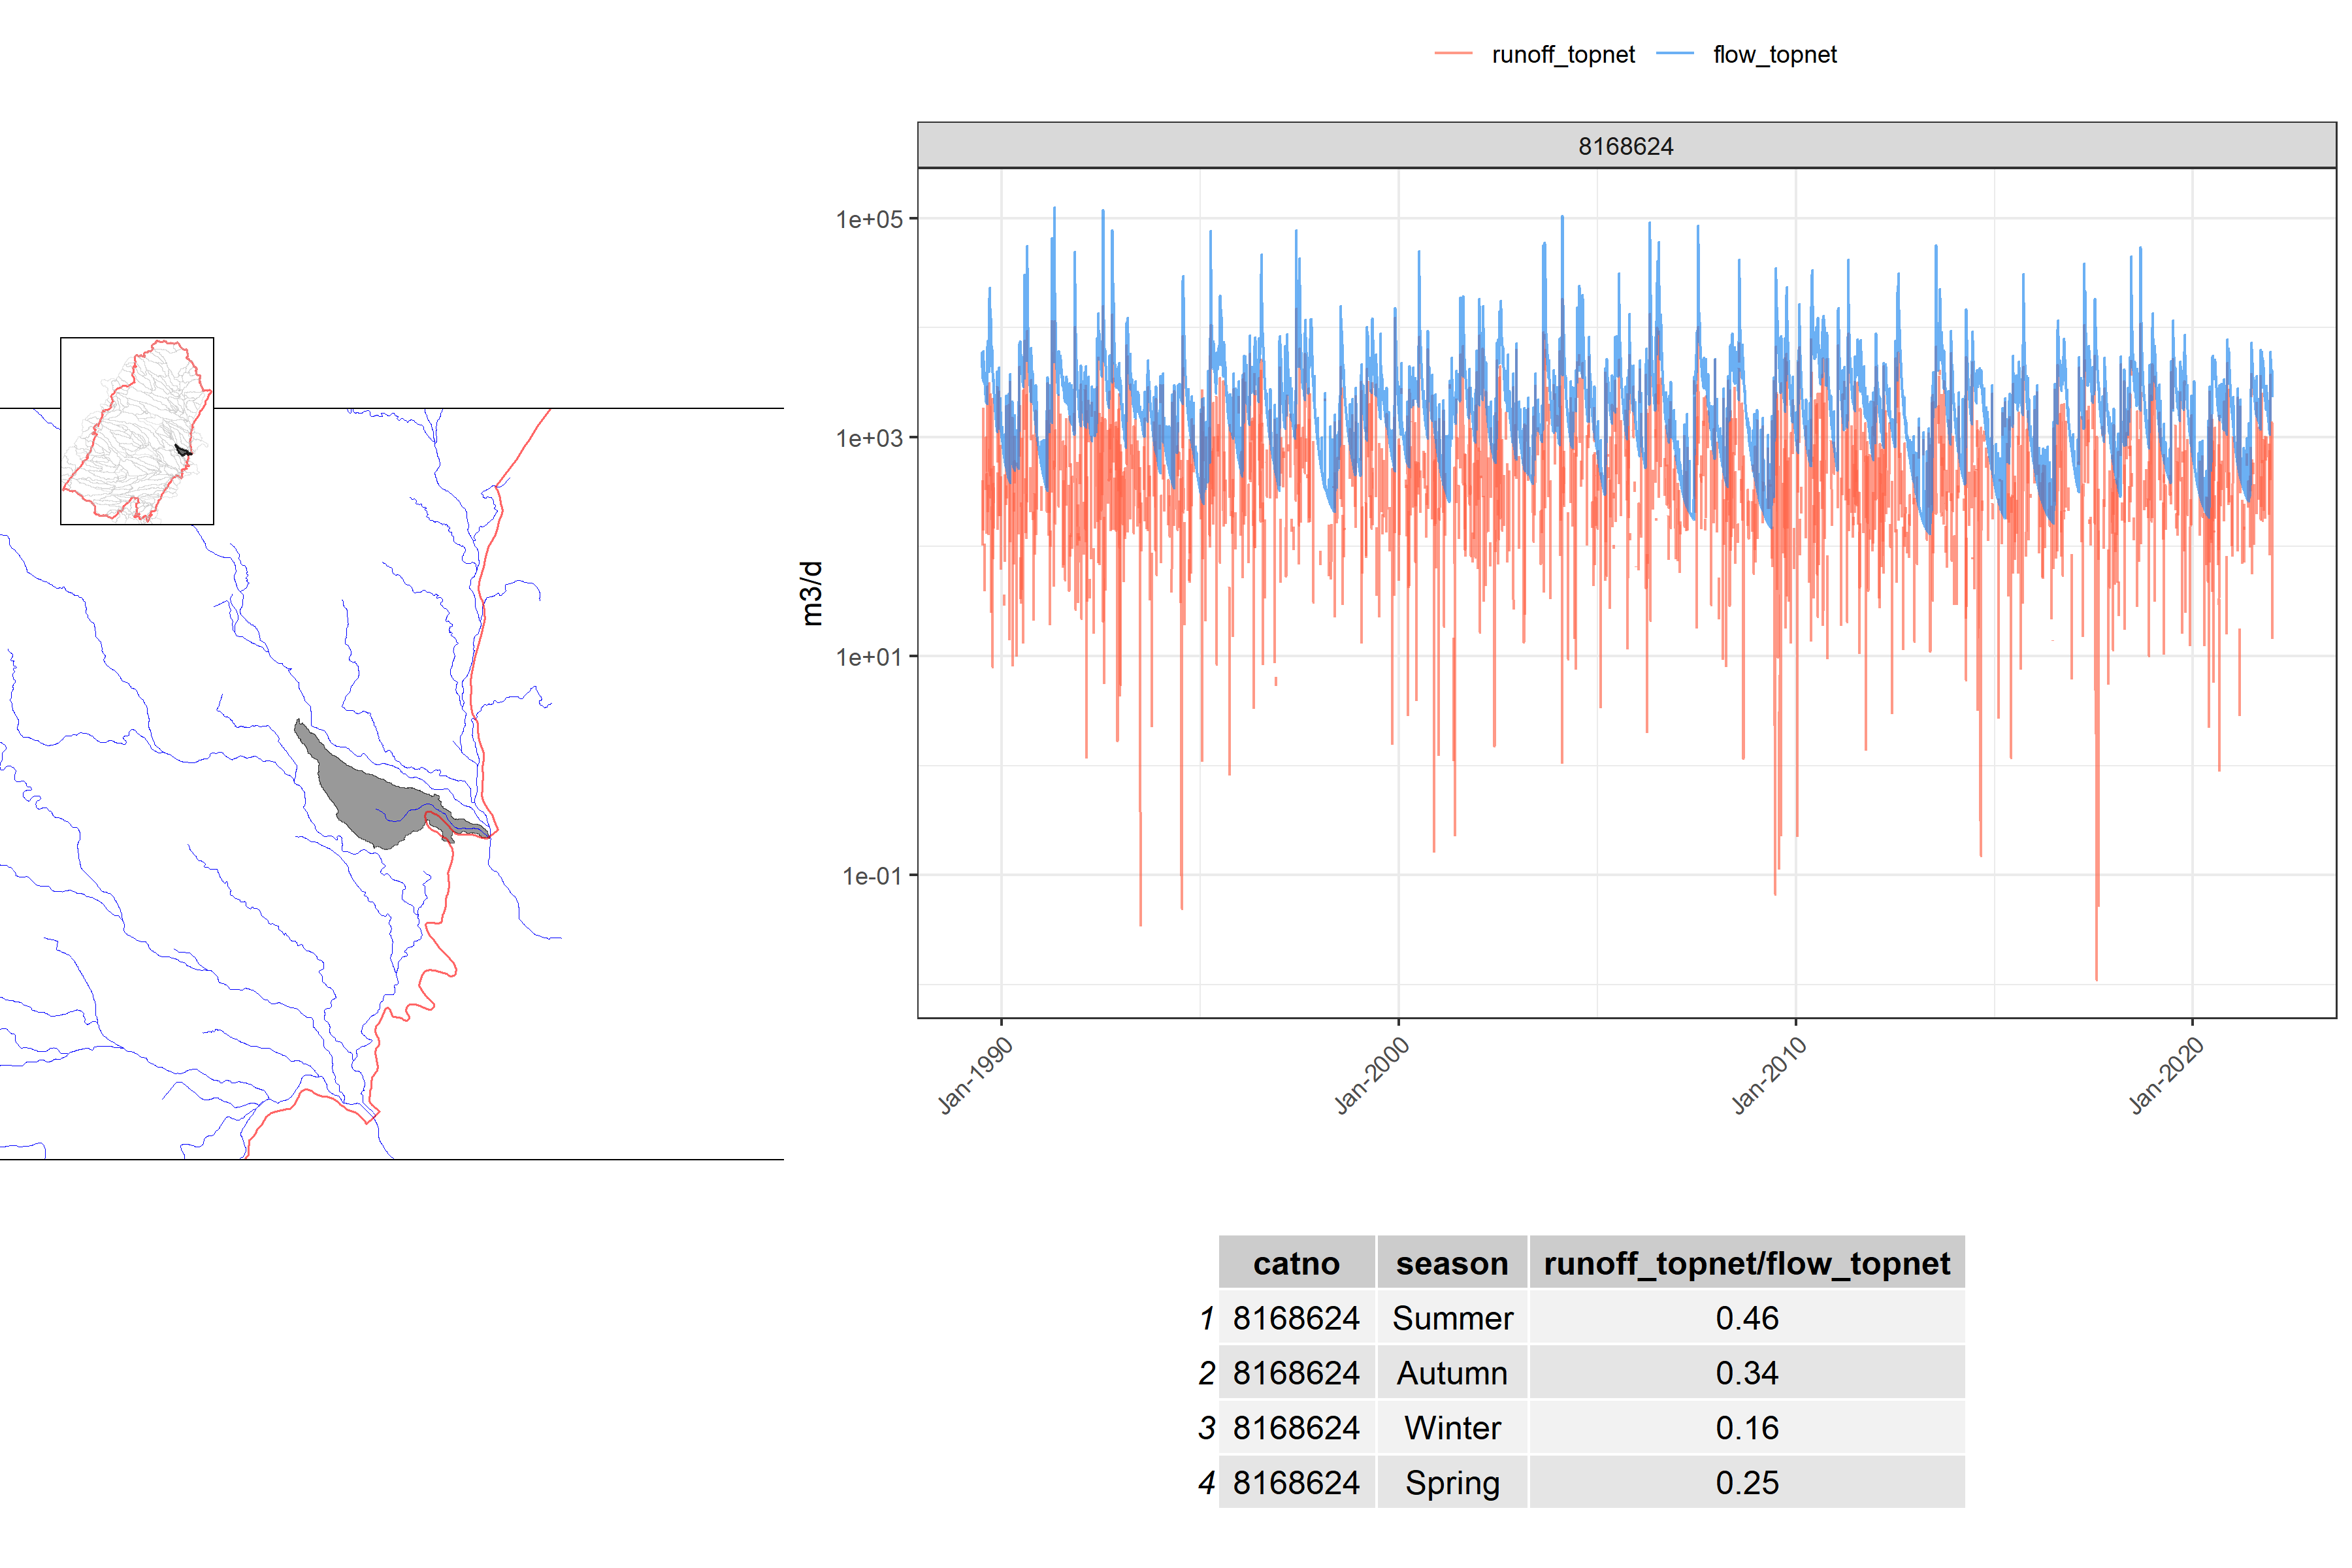 runoff_topnet flow_topnet
8168624
1e+05
1e+03
1e+01
1e-01
m3/d
Jan-1990 Jan-2000 Jan-2010 Jan-2020
catno season runoff_topnet/flow_topnet
1 8168624 Summer 0.46
2 8168624 Autumn 0.34
3 8168624 Winter 0.16
4 8168624 Spring 0.25